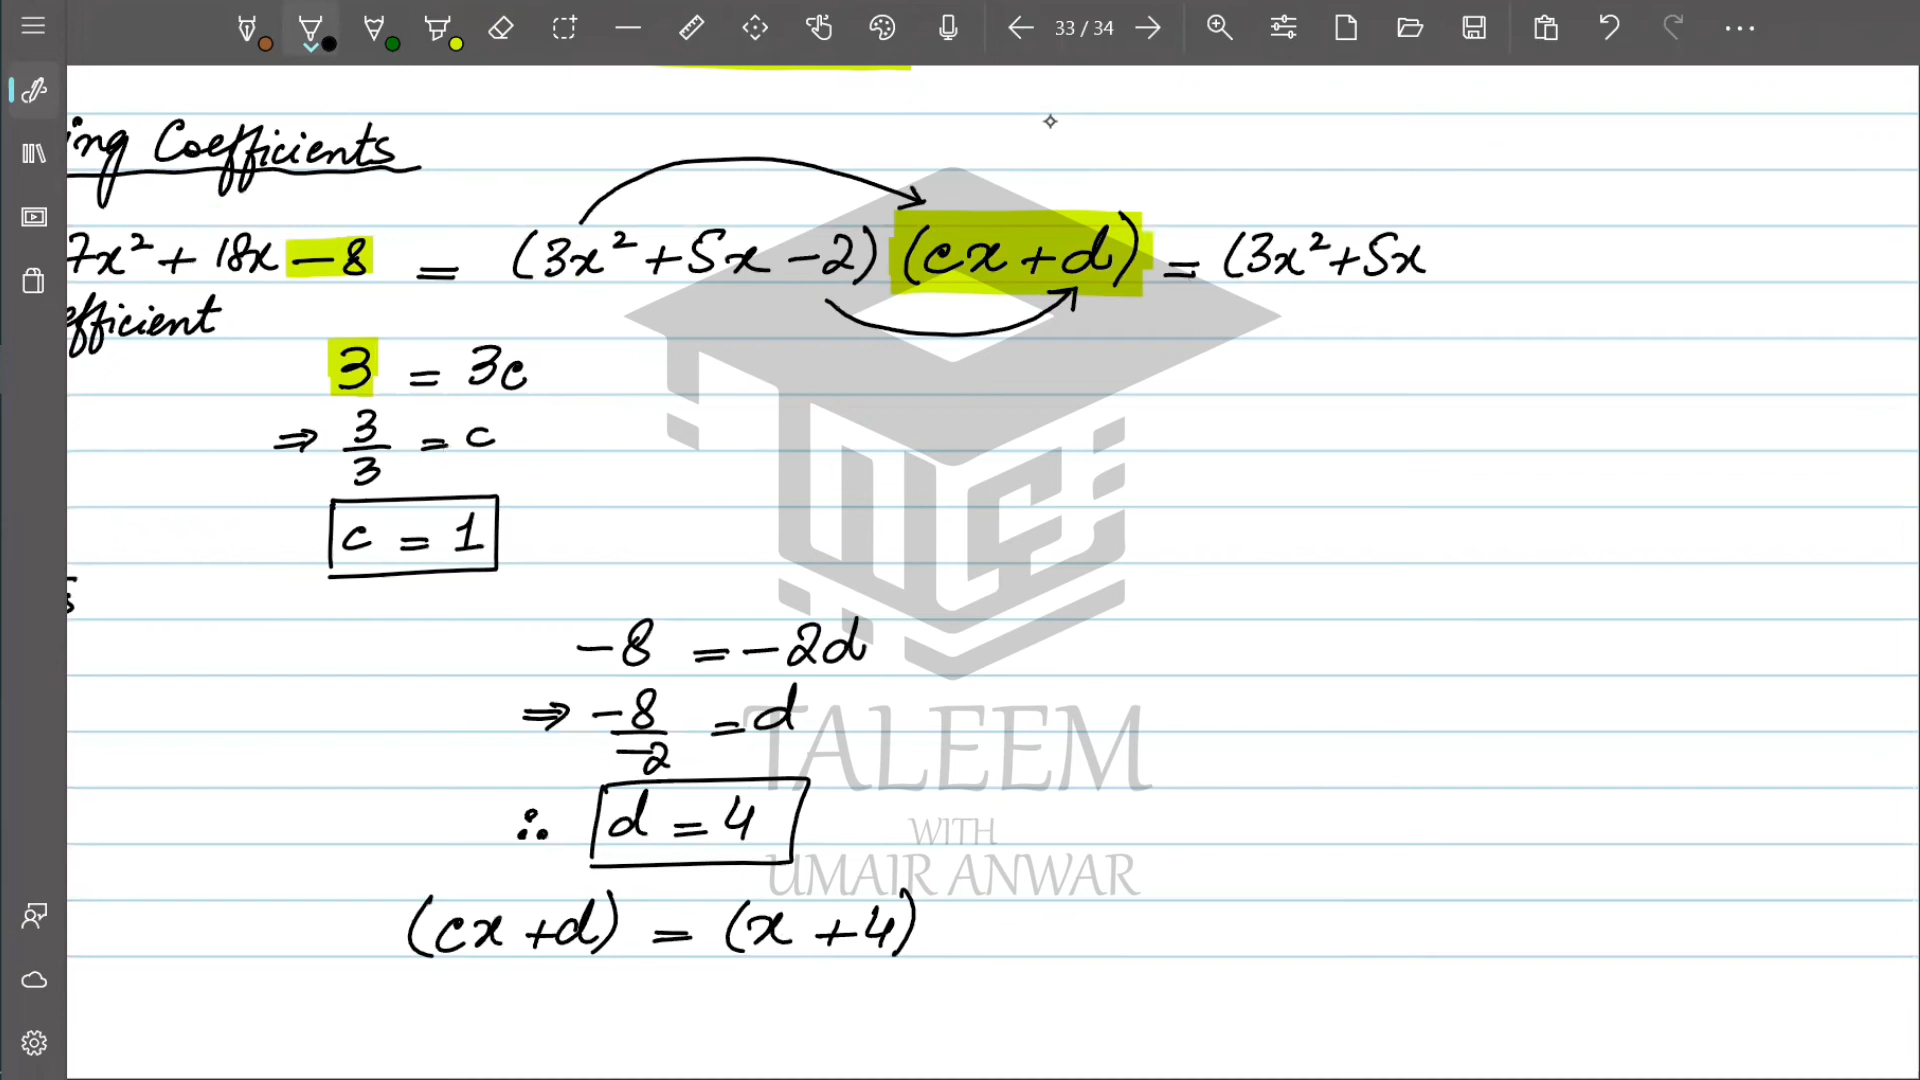 33 / 34
ing Coefficients
7x² + 18x - 8 = (3x² + 5x - 2) (cx + d) = (3x² + 5x
efficient
3 = 3c
⇒ 3/3 = c
c = 1
-8 = -2d
⇒ -8/-2 = d
∴ d = 4
(cx + d) = (x + 4)
TALEEM
WITH
UMAIR ANWAR